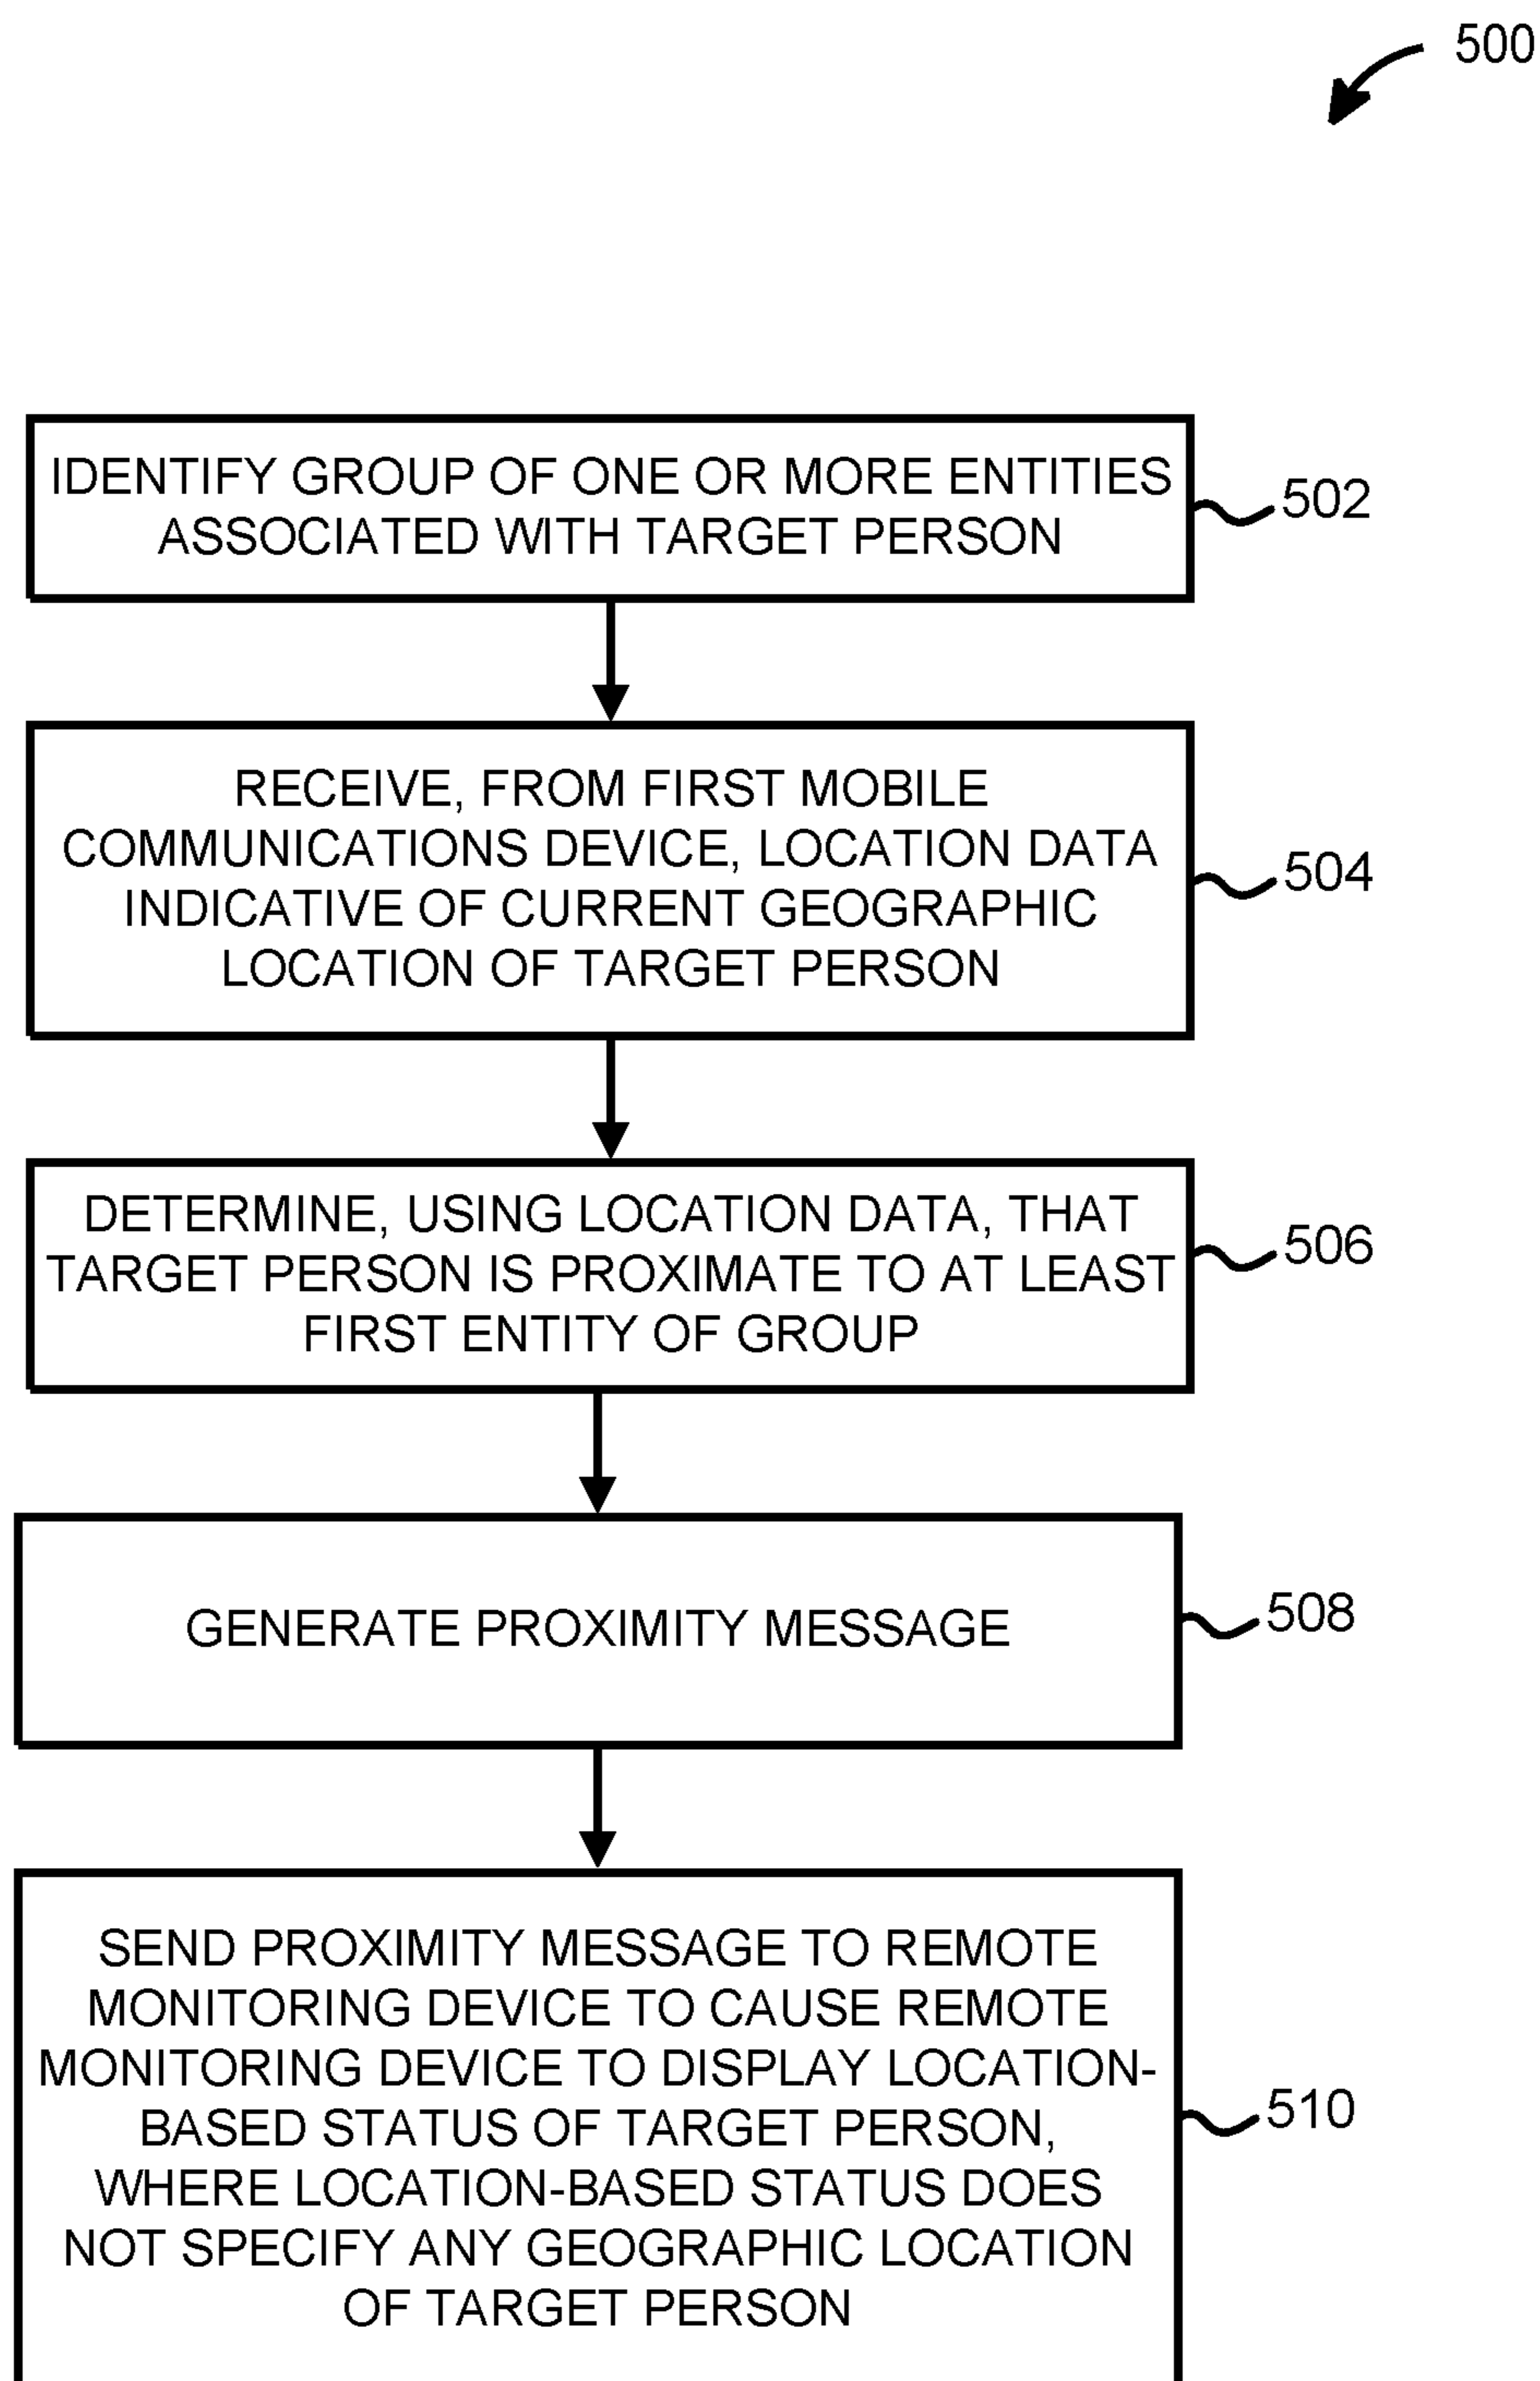 500
IDENTIFY GROUP OF ONE OR MORE ENTITIES
ASSOCIATED WITH TARGET PERSON
502
RECEIVE, FROM FIRST MOBILE
COMMUNICATIONS DEVICE, LOCATION DATA
INDICATIVE OF CURRENT GEOGRAPHIC
LOCATION OF TARGET PERSON
504
DETERMINE, USING LOCATION DATA, THAT
TARGET PERSON IS PROXIMATE TO AT LEAST
FIRST ENTITY OF GROUP
506
GENERATE PROXIMITY MESSAGE
508
SEND PROXIMITY MESSAGE TO REMOTE
MONITORING DEVICE TO CAUSE REMOTE
MONITORING DEVICE TO DISPLAY LOCATION-
BASED STATUS OF TARGET PERSON,
WHERE LOCATION-BASED STATUS DOES
NOT SPECIFY ANY GEOGRAPHIC LOCATION
OF TARGET PERSON
510